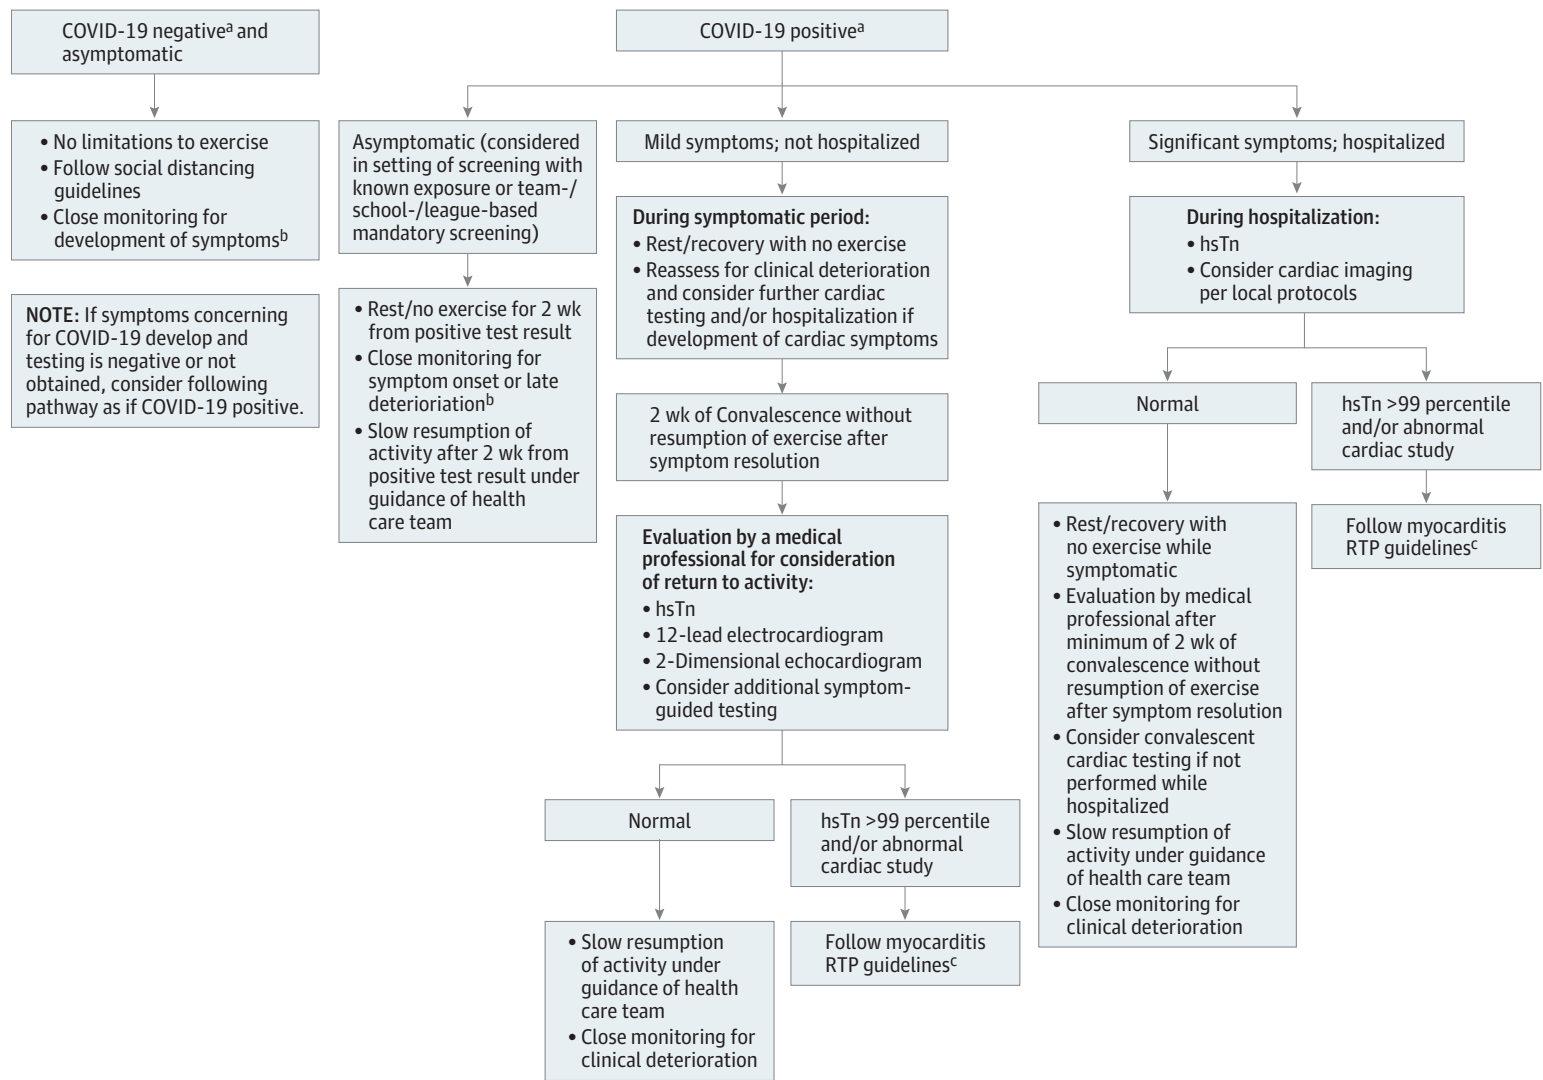 COVID-19 negativeᵃ and
asymptomatic
• No limitations to exercise
• Follow social distancing
guidelines
• Close monitoring for
development of symptomsᵇ
NOTE: If symptoms concerning
for COVID-19 develop and
testing is negative or not
obtained, consider following
pathway as if COVID-19 positive.
COVID-19 positiveᵃ
Asymptomatic (considered
in setting of screening with
known exposure or team-/
school-/league-based
mandatory screening)
• Rest/no exercise for 2 wk
from positive test result
• Close monitoring for
symptom onset or late
deterioriationᵇ
• Slow resumption of
activity after 2 wk from
positive test result under
guidance of health
care team
Mild symptoms; not hospitalized
During symptomatic period:
• Rest/recovery with no exercise
• Reassess for clinical deterioration
and consider further cardiac
testing and/or hospitalization if
development of cardiac symptoms
2 wk of Convalescence without
resumption of exercise after
symptom resolution
Evaluation by a medical
professional for consideration
of return to activity:
• hsTn
• 12-lead electrocardiogram
• 2-Dimensional echocardiogram
• Consider additional symptom-
guided testing
Normal
• Slow resumption
of activity under
guidance of health
care team
• Close monitoring for
clinical deterioration
hsTn >99 percentile
and/or abnormal
cardiac study
Follow myocarditis
RTP guidelinesᶜ
Significant symptoms; hospitalized
During hospitalization:
• hsTn
• Consider cardiac imaging
per local protocols
Normal
• Rest/recovery with
no exercise while
symptomatic
• Evaluation by medical
professional after
minimum of 2 wk of
convalescence without
resumption of exercise
after symptom resolution
• Consider convalescent
cardiac testing if not
performed while
hospitalized
• Slow resumption of
activity under guidance
of health care team
• Close monitoring for
clinical deterioration
hsTn >99 percentile
and/or abnormal
cardiac study
Follow myocarditis
RTP guidelinesᶜ